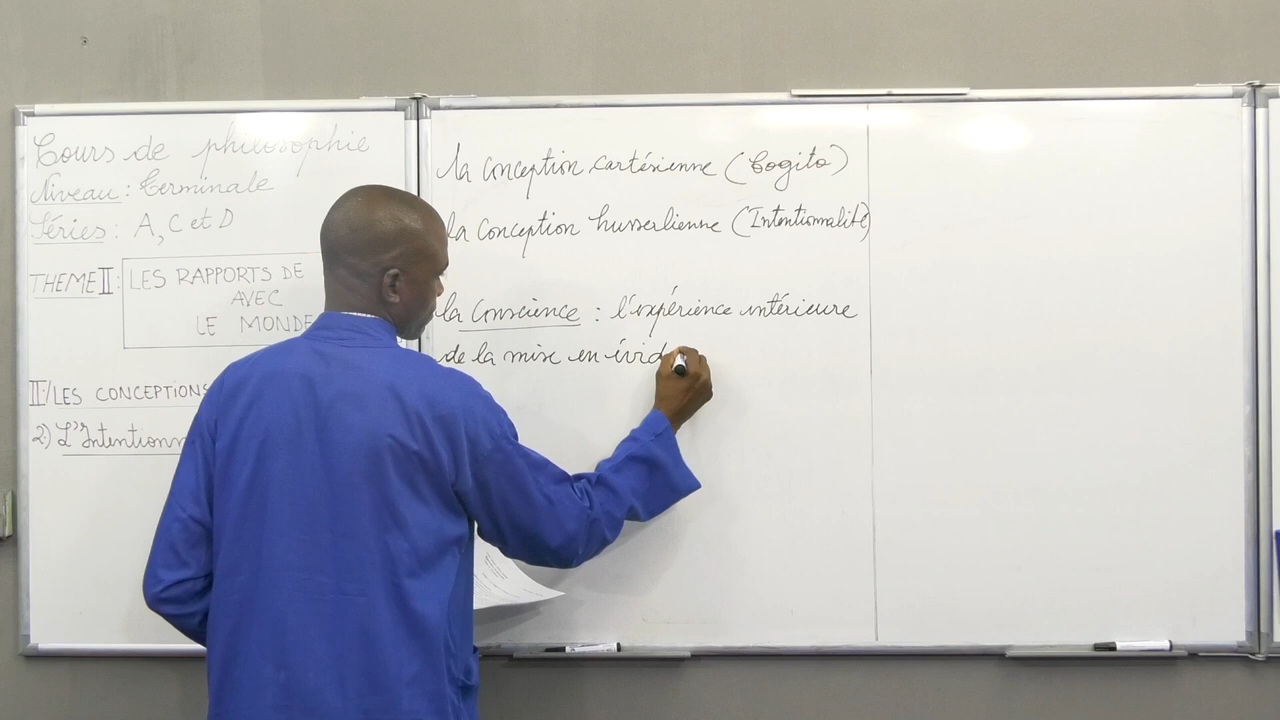 Cours de philosophie
Niveau : Terminale
Séries : A, C et D
THEME II : LES RAPPORTS DE
AVEC
LE MONDE
II/ LES CONCEPTIONS
2) L'Intentionn
la conception cartésienne (Cogito)
la conception husserlienne (Intentionnalité)
la conscience : l'expérience intérieure
de la mise en évid